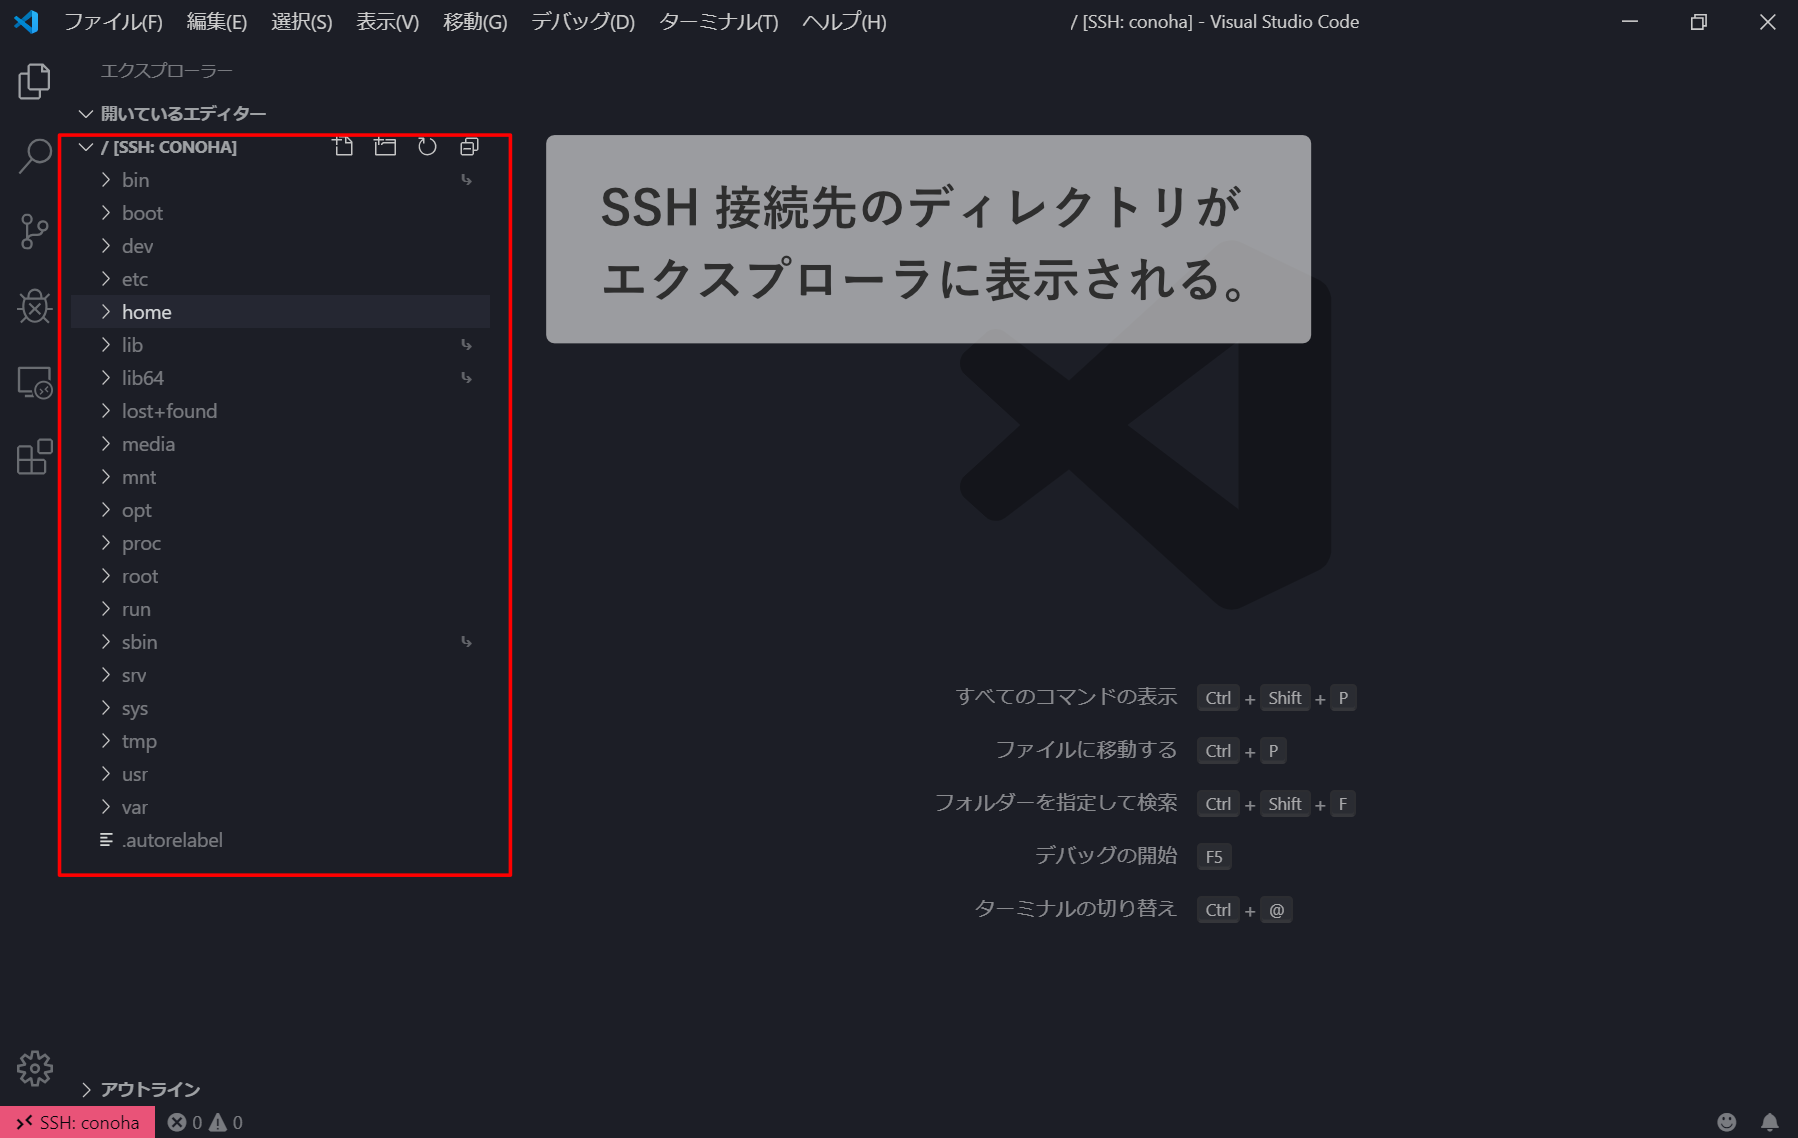 ファイル(F) 編集(E) 選択(S) 表示(V) 移動(G) デバッグ(D) ターミナル(T) ヘルプ(H) / [SSH: conoha] - Visual Studio Code
エクスプローラー
開いているエディター
/ [SSH: CONOHA]
bin
boot
dev
etc
home
lib
lib64
lost+found
media
mnt
opt
proc
root
run
sbin
srv
sys
tmp
usr
var
.autorelabel
アウトライン
SSH 接続先のディレクトリが
エクスプローラに表示される。
すべてのコマンドの表示 Ctrl + Shift + P
ファイルに移動する Ctrl + P
フォルダーを指定して検索 Ctrl + Shift + F
デバッグの開始 F5
ターミナルの切り替え Ctrl + @
SSH: conoha 0 0